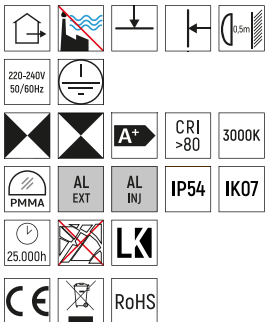 0,5m
220-240V
50/60Hz
A+
CRI
>80
3000K
PMMA
AL
EXT
AL
INJ
IP54
IK07
25.000h
LK
CE
RoHS